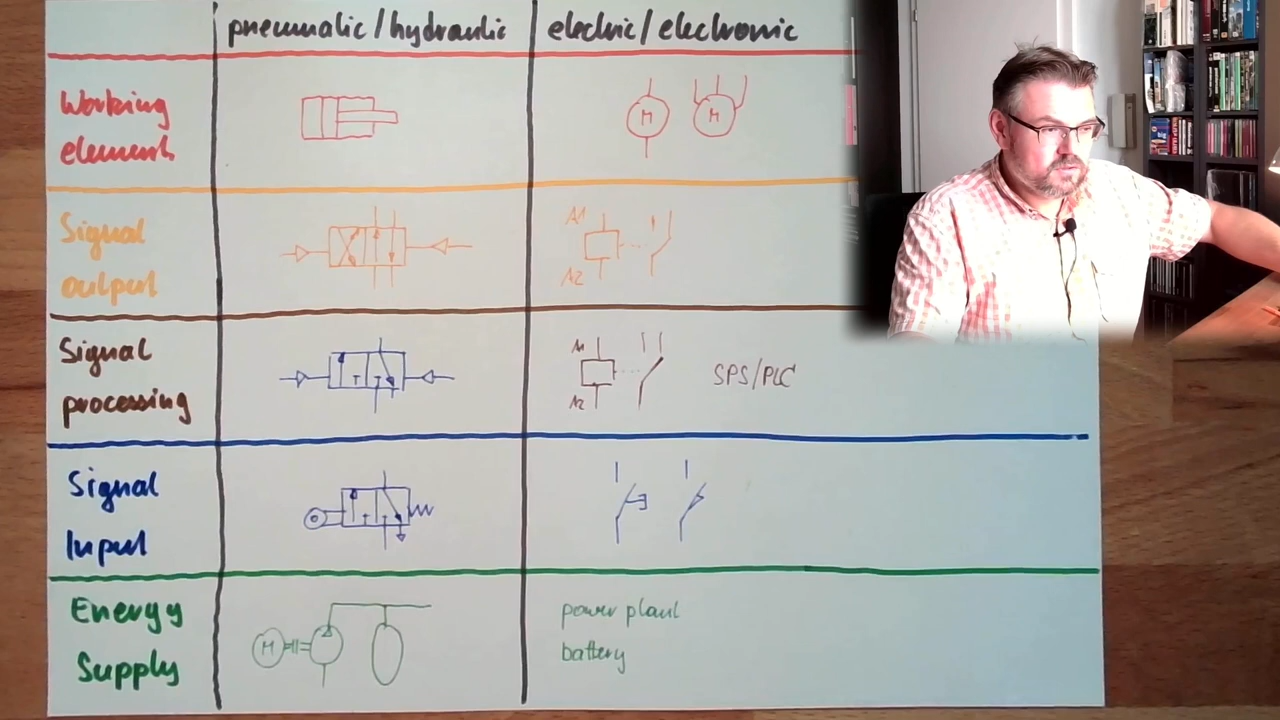 pneumatic/hydraulic
electric/electronic
Working
elements
M
M
Signal
output
A1
A2
Signal
processing
A1
A2
SPS/PLC
Signal
Input
Energy
Supply
M
power plant
battery